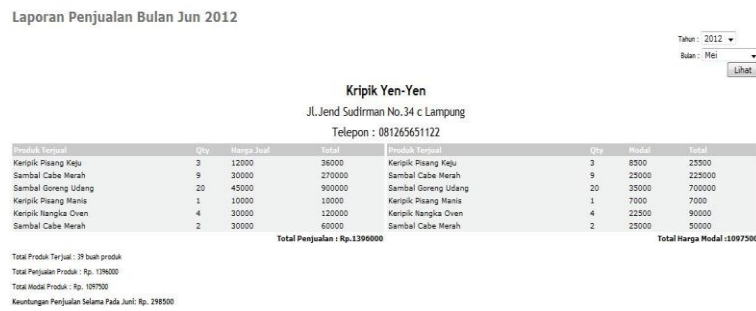 Laporan Penjualan Bulan Jun 2012
Tahun : 2012
Bulan : Mei
Lihat
Kripik Yen-Yen
Jl.Jend Sudirman No.34 c Lampung
Telepon : 081265651122
Produk Terjual Qty Harga Jual Total Produk Terjual Qty Modal Total
Keripik Pisang Keju 3 12000 36000 Keripik Pisang Keju 3 8500 25500
Sambal Cabe Merah 9 30000 270000 Sambal Cabe Merah 9 25000 225000
Sambal Goreng Udang 20 45000 900000 Sambal Goreng Udang 20 35000 700000
Keripik Pisang Manis 1 10000 10000 Keripik Pisang Manis 1 7000 7000
Keripik Nangka Oven 4 30000 120000 Keripik Nangka Oven 4 22500 90000
Sambal Cabe Merah 2 30000 60000 Sambal Cabe Merah 2 25000 50000
Total Penjualan : Rp.1396000 Total Harga Modal :1097500
Total Produk Terjual : 39 buah produk
Total Penjualan Produk : Rp. 1396000
Total Modal Produk : Rp. 1097500
Keuntungan Penjualan Selama Pada Juni: Rp. 298500